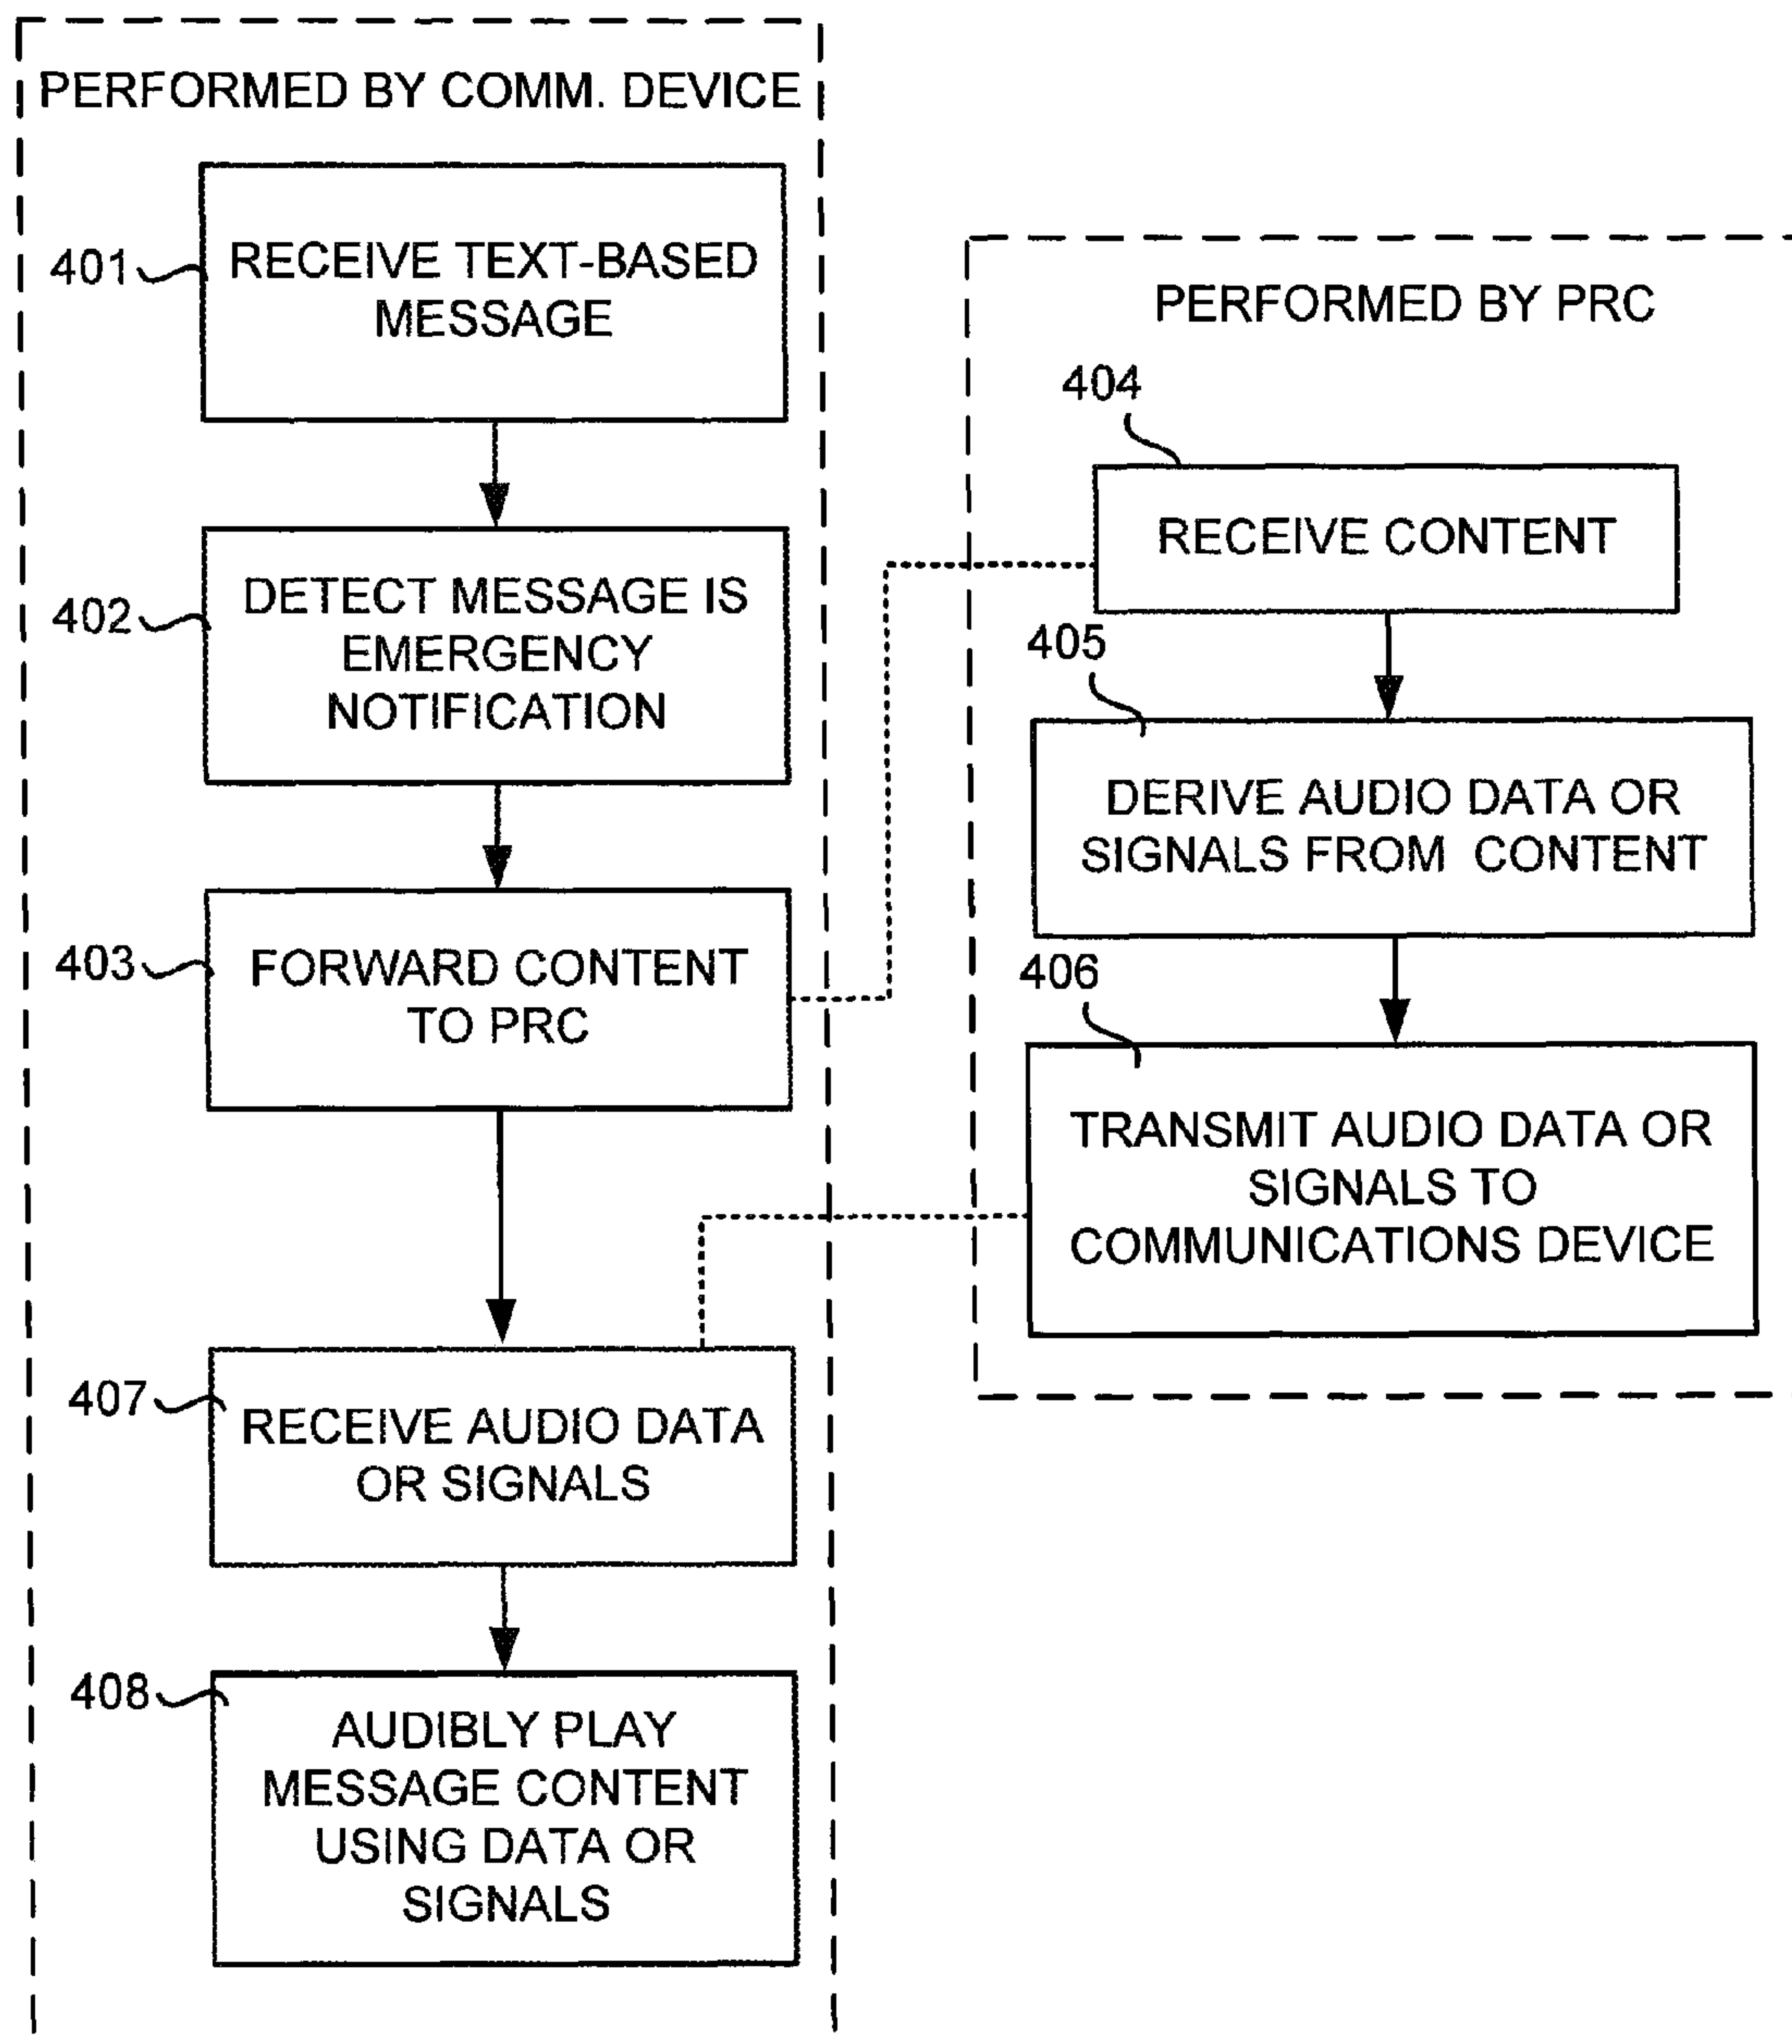 PERFORMED BY COMM. DEVICE
401
RECEIVE TEXT-BASED
MESSAGE
402
DETECT MESSAGE IS
EMERGENCY
NOTIFICATION
403
FORWARD CONTENT
TO PRC
407
RECEIVE AUDIO DATA
OR SIGNALS
408
AUDIBLY PLAY
MESSAGE CONTENT
USING DATA OR
SIGNALS
PERFORMED BY PRC
404
RECEIVE CONTENT
405
DERIVE AUDIO DATA OR
SIGNALS FROM CONTENT
406
TRANSMIT AUDIO DATA OR
SIGNALS TO
COMMUNICATIONS DEVICE